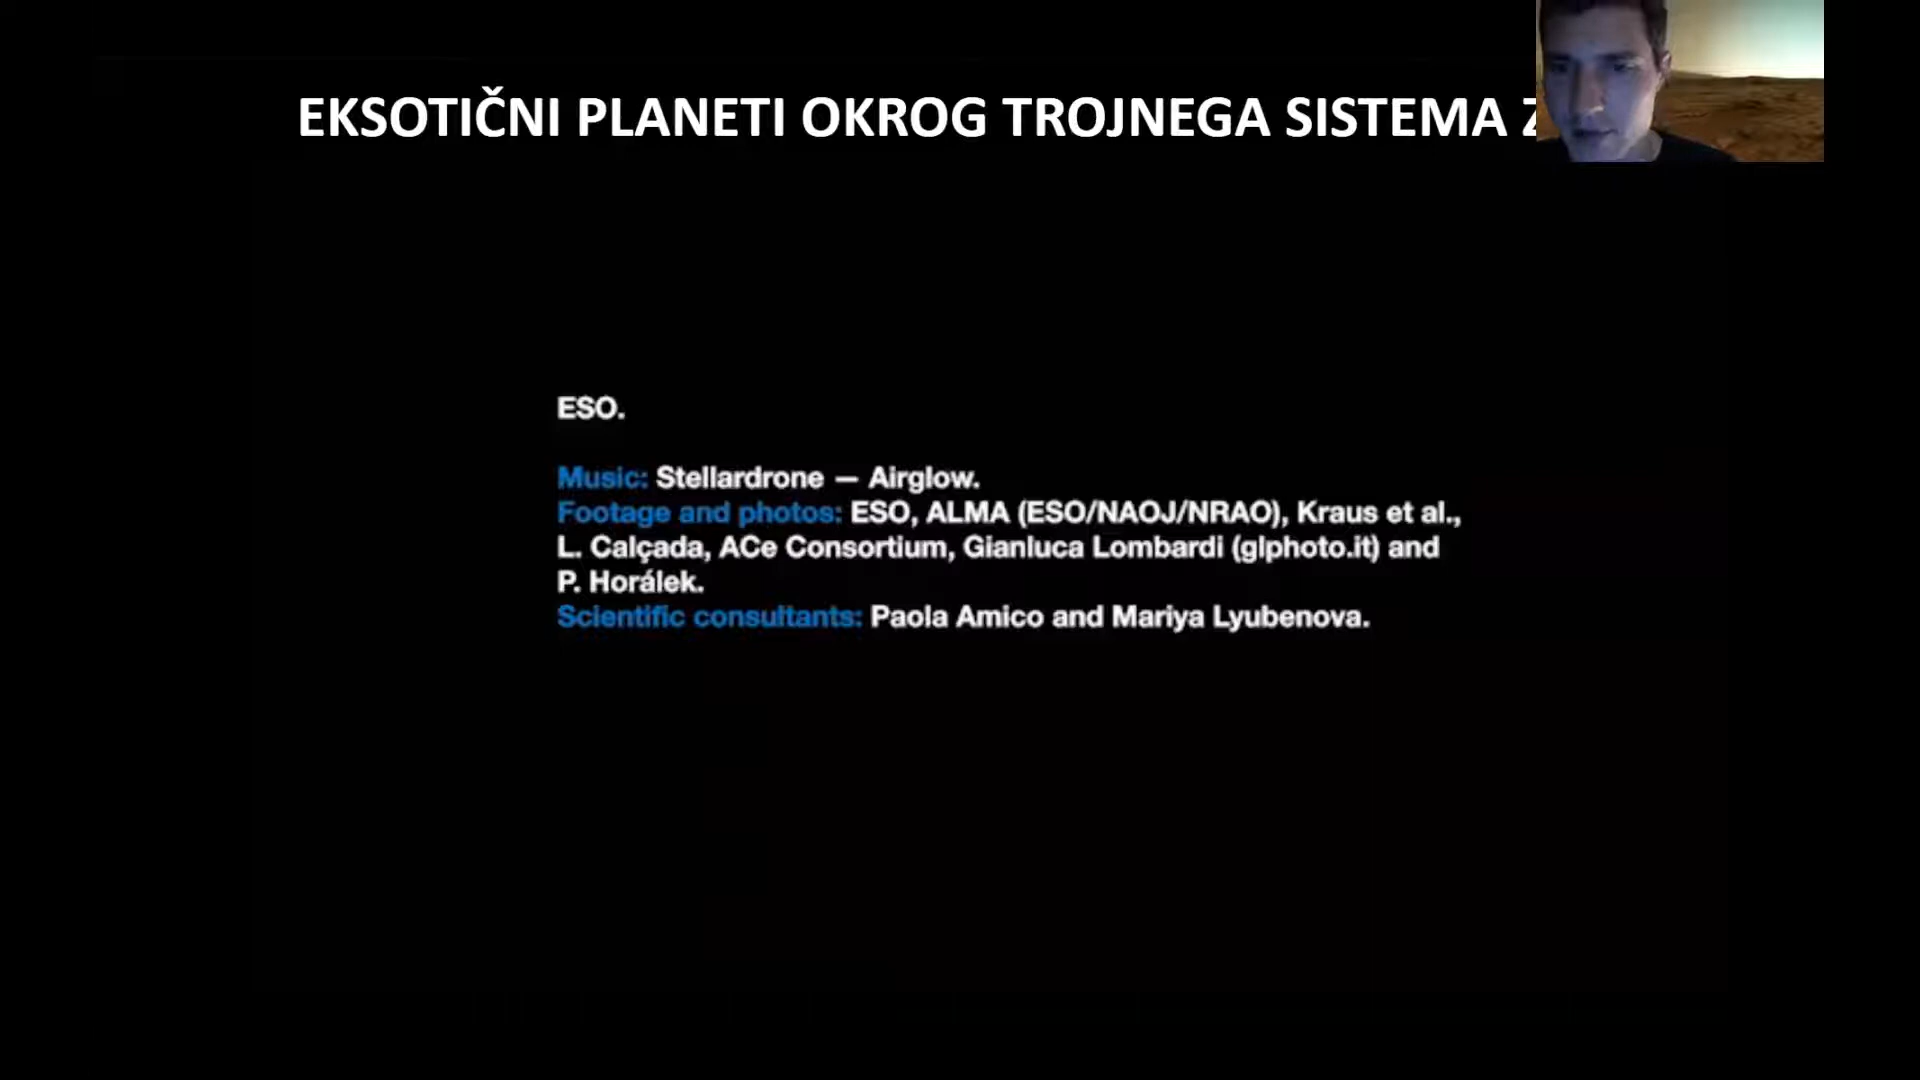 EKSOTIČNI PLANETI OKROG TROJNEGA SISTEMA
ESO.
Music: Stellardrone — Airglow.
Footage and photos: ESO, ALMA (ESO/NAOJ/NRAO), Kraus et al.,
L. Calçada, ACe Consortium, Gianluca Lombardi (glphoto.it) and
P. Horálek.
Scientific consultants: Paola Amico and Mariya Lyubenova.